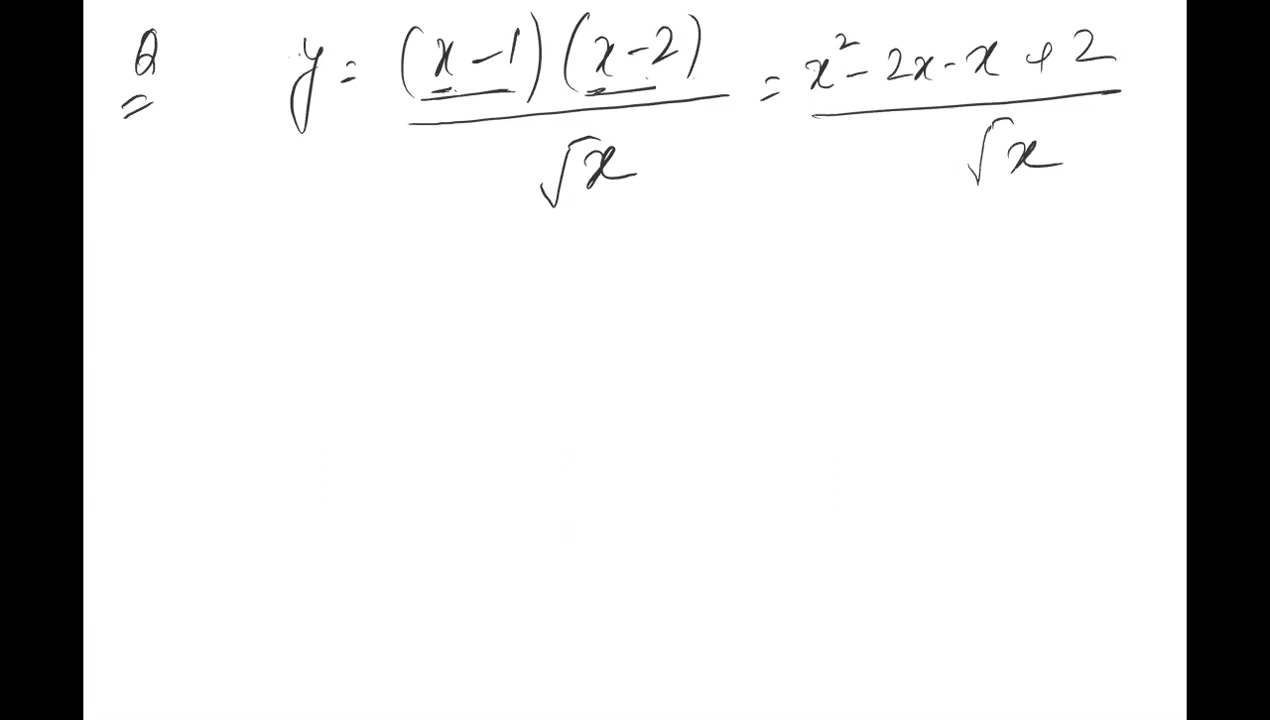 Q y = (x-1)(x-2)/√x = x²-2x-x+2/√x